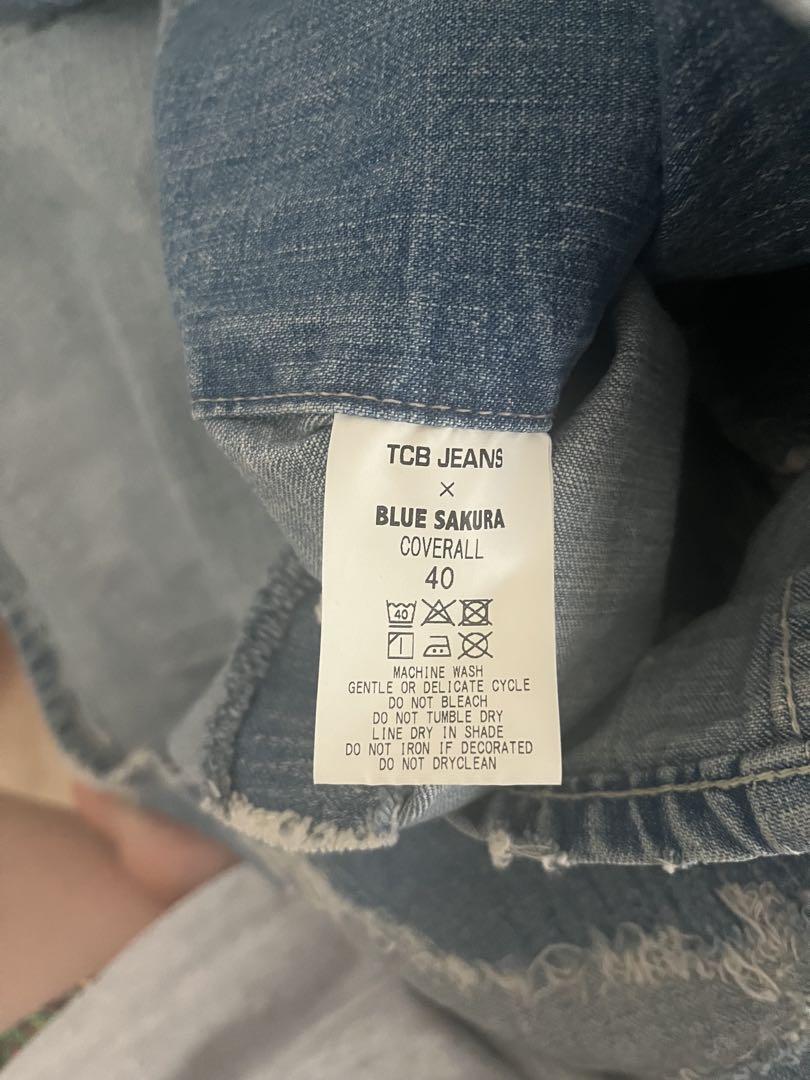 TCB JEANS
×
BLUE SAKURA
COVERALL
40
40
MACHINE WASH
GENTLE OR DELICATE CYCLE
DO NOT BLEACH
DO NOT TUMBLE DRY
LINE DRY IN SHADE
DO NOT IRON IF DECORATED
DO NOT DRYCLEAN